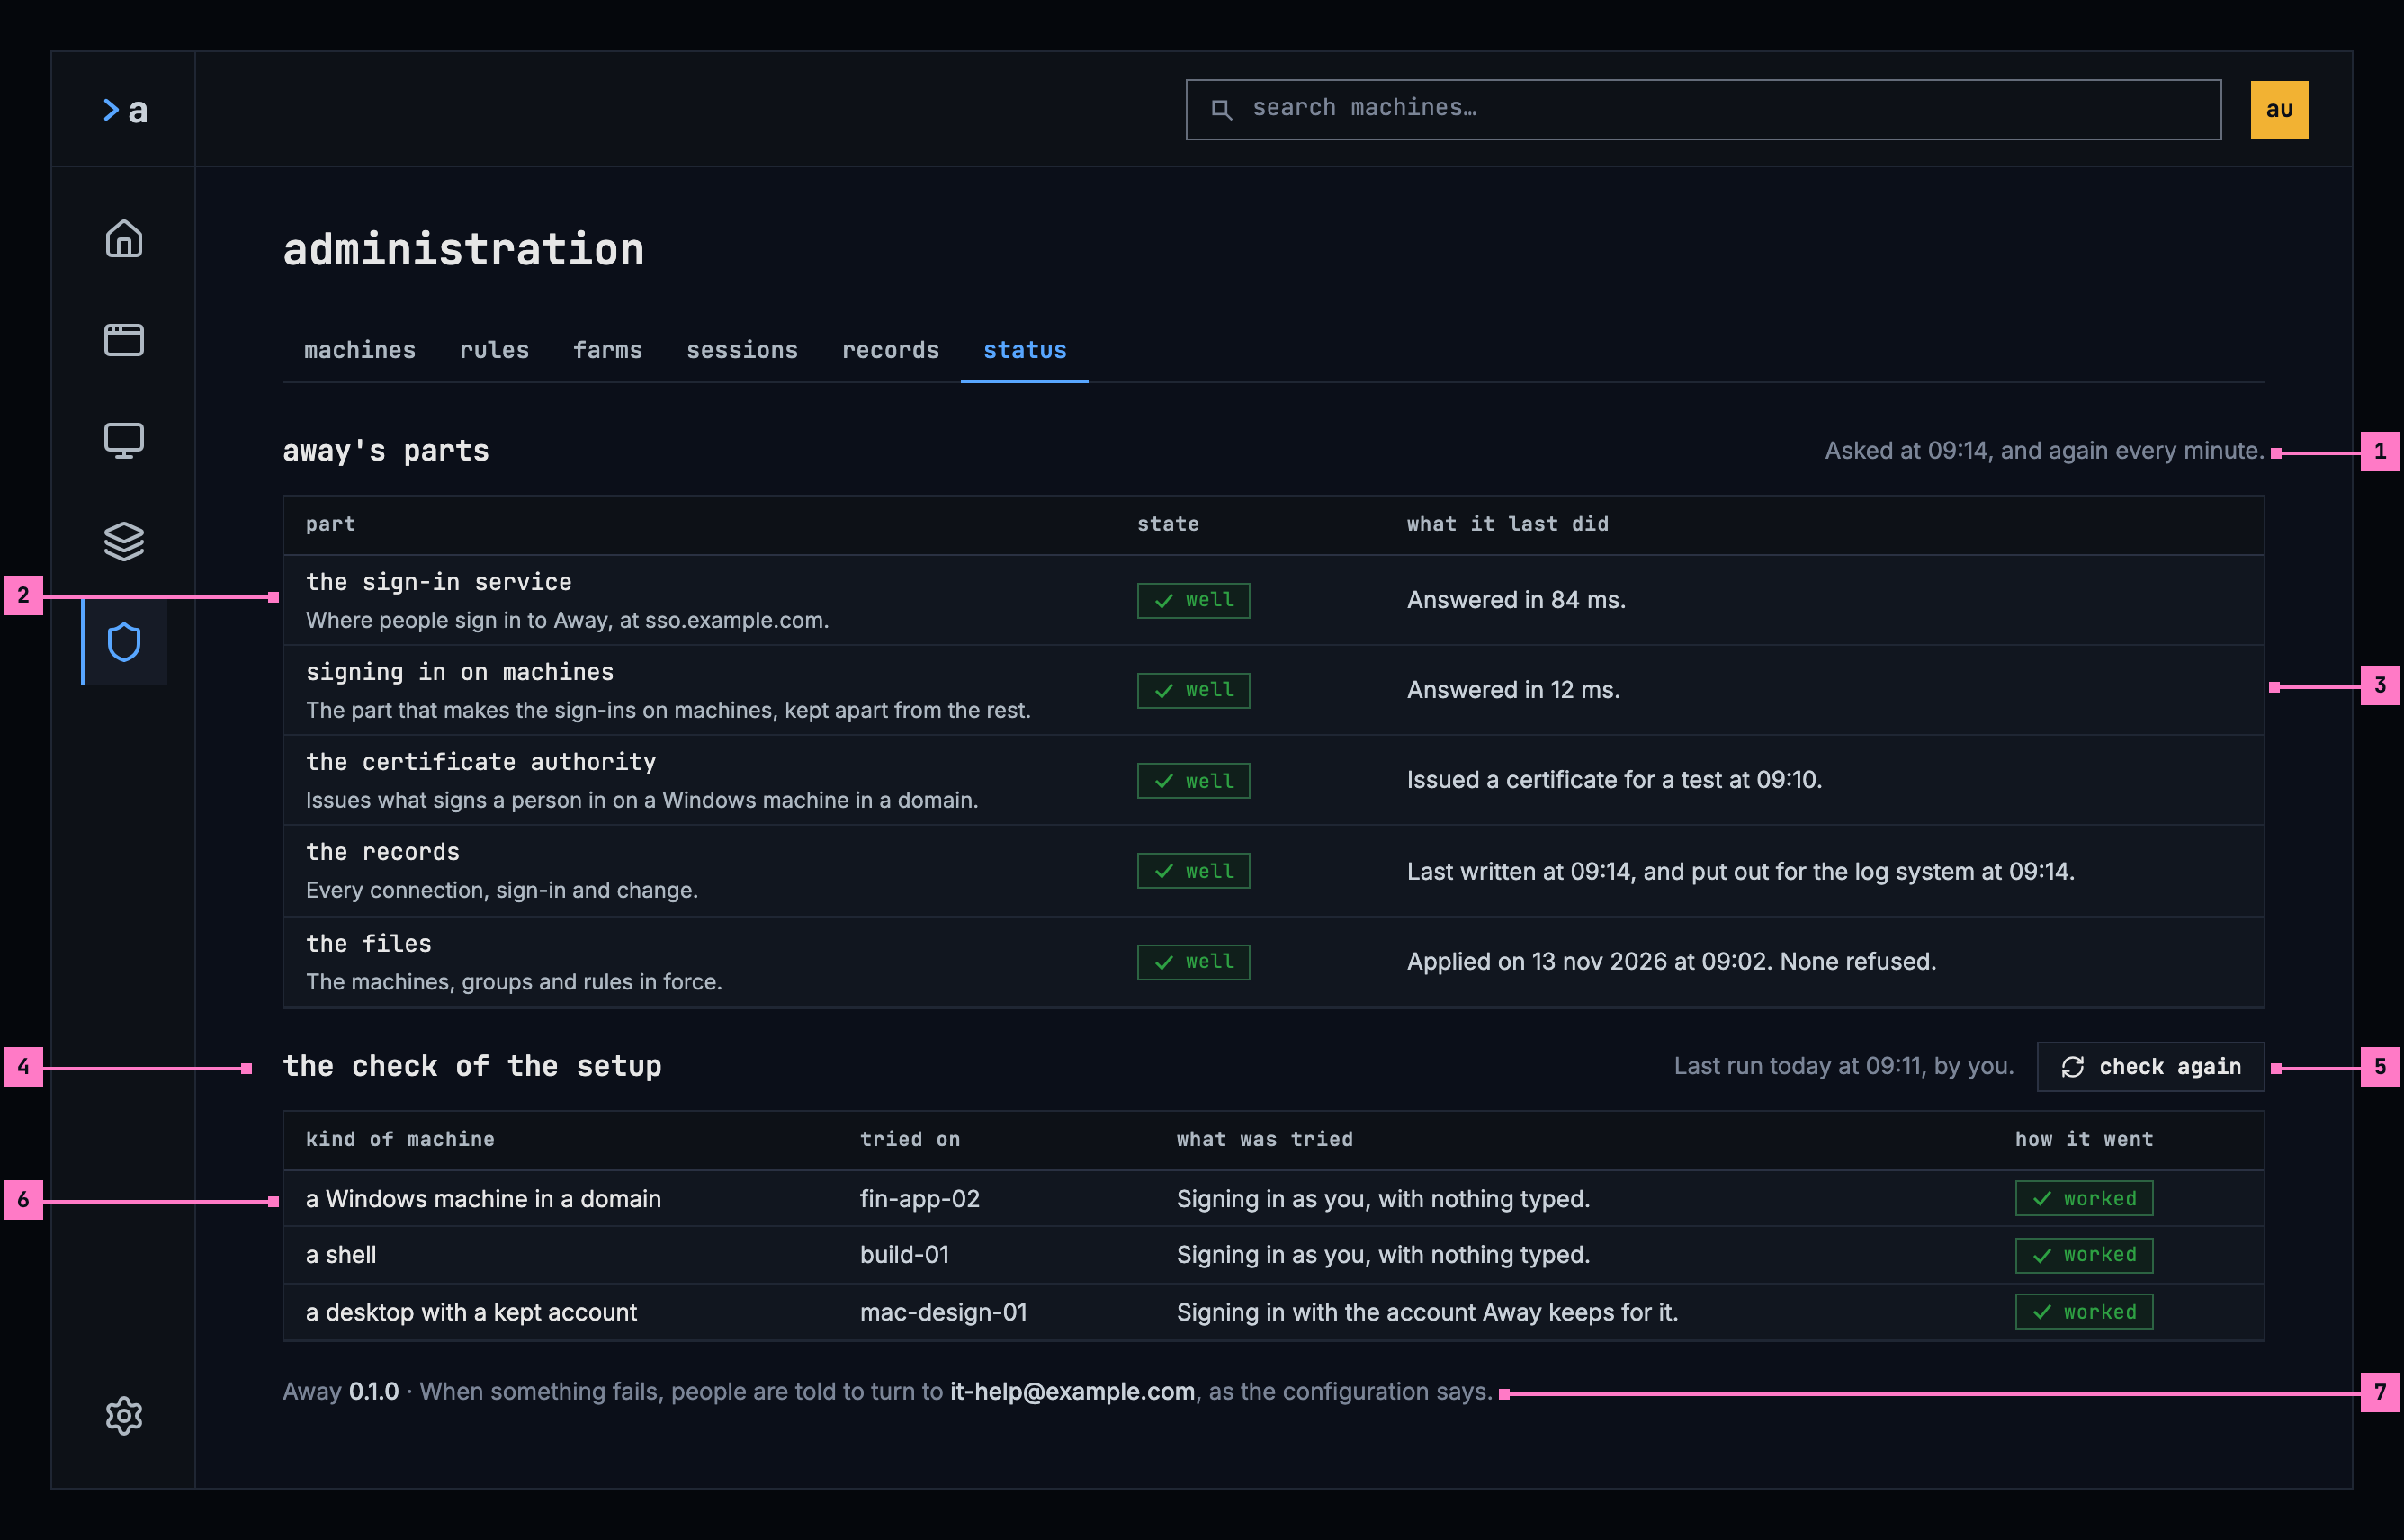 > a
search machines…
au
administration
machines rules farms sessions records status
away's parts
Asked at 09:14, and again every minute.
1
part state what it last did
2
the sign-in service
Where people sign in to Away, at sso.example.com.
well
Answered in 84 ms.
signing in on machines
The part that makes the sign-ins on machines, kept apart from the rest.
well
Answered in 12 ms.
3
the certificate authority
Issues what signs a person in on a Windows machine in a domain.
well
Issued a certificate for a test at 09:10.
the records
Every connection, sign-in and change.
well
Last written at 09:14, and put out for the log system at 09:14.
the files
The machines, groups and rules in force.
well
Applied on 13 nov 2026 at 09:02. None refused.
4
the check of the setup
Last run today at 09:11, by you.
check again
5
kind of machine tried on what was tried how it went
6
a Windows machine in a domain fin-app-02 Signing in as you, with nothing typed. worked
a shell build-01 Signing in as you, with nothing typed. worked
a desktop with a kept account mac-design-01 Signing in with the account Away keeps for it. worked
Away 0.1.0 · When something fails, people are told to turn to it-help@example.com, as the configuration says.
7